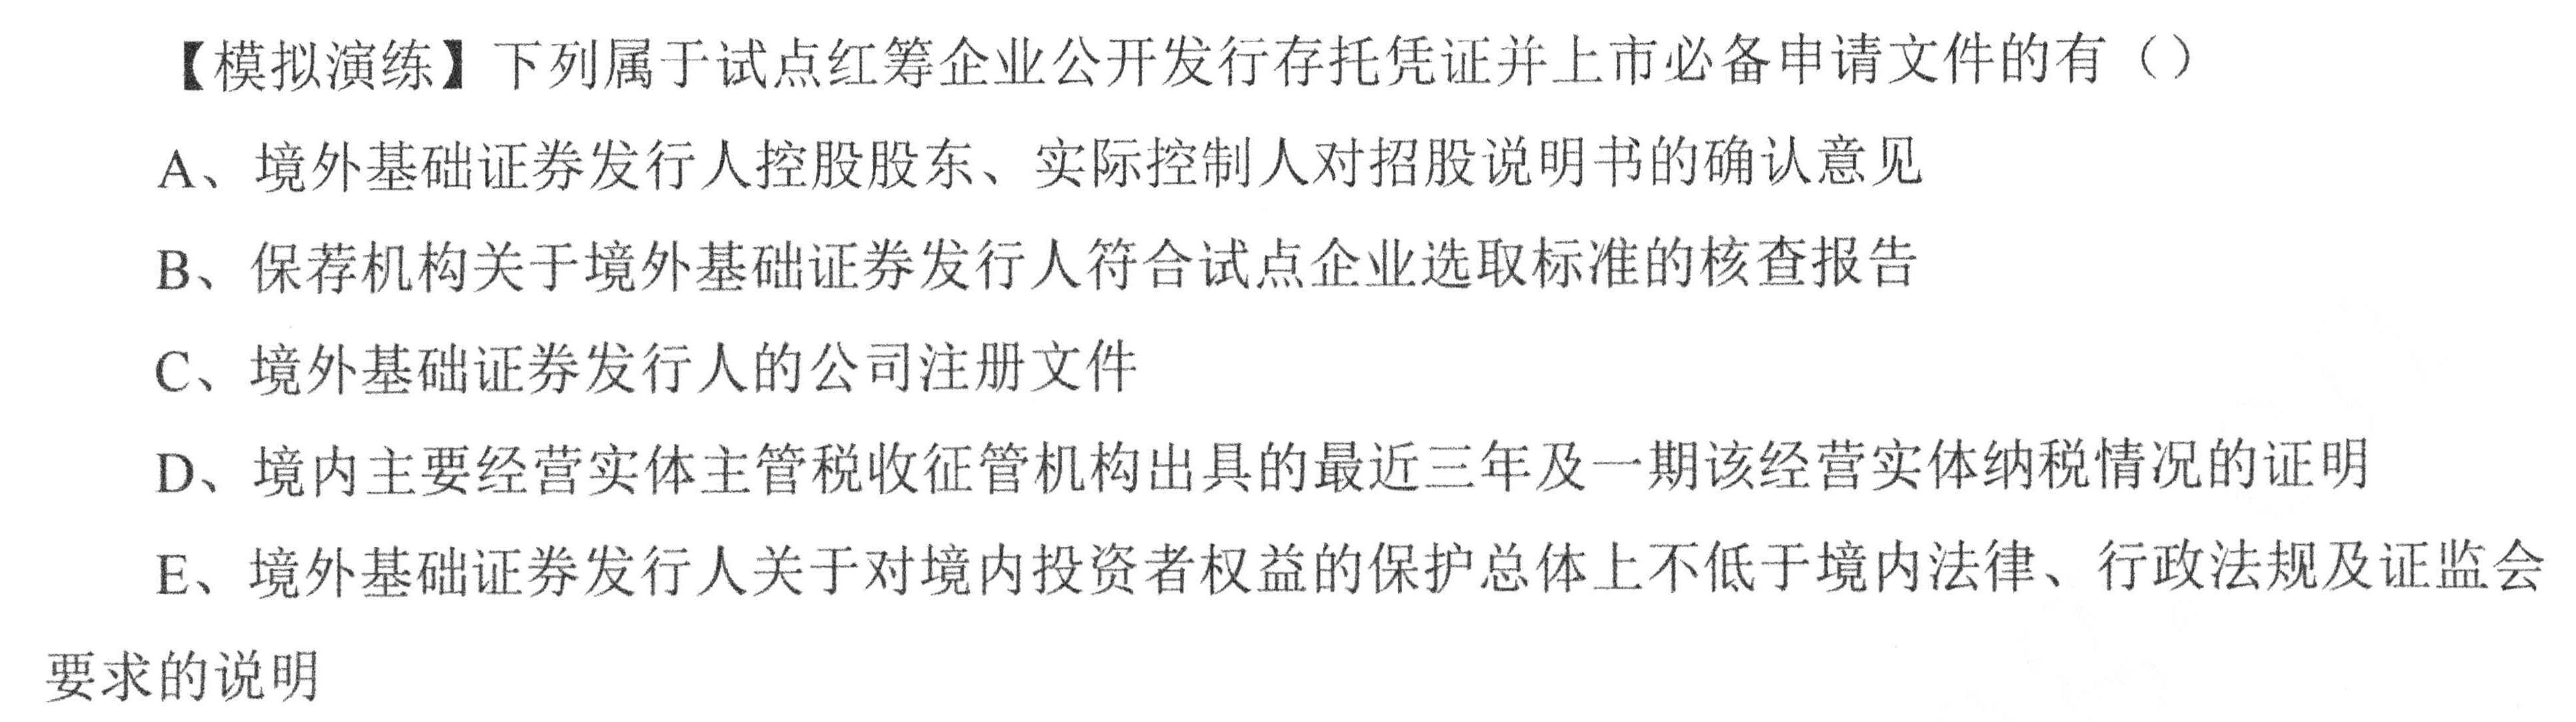 【模拟演练】下列属于试点红筹企业公开发行存托凭证并上市必备申请文件的有（）
A、境外基础证券发行人控股股东、实际控制人对招股说明书的确认意见
B、保荐机构关于境外基础证券发行人符合试点企业选取标准的核查报告
C、境外基础证券发行人的公司注册文件
D、境内主要经营实体主管税收征管机构出具的最近三年及一期该经营实体纳税情况的证明
E、境外基础证券发行人关于对境内投资者权益的保护总体上不低于境内法律、行政法规及证监会
要求的说明